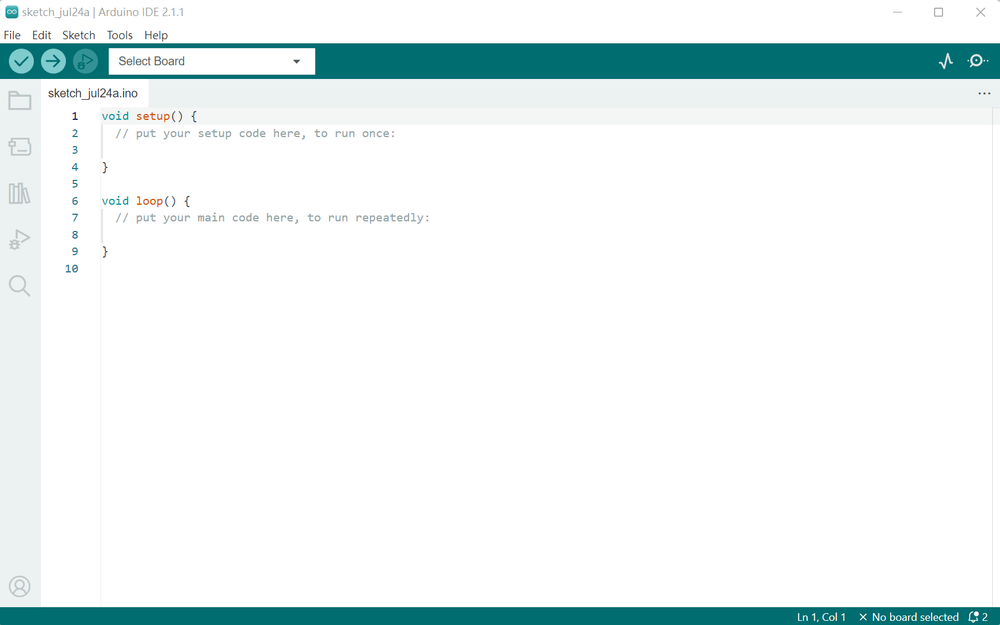 sketch_jul24a | Arduino IDE 2.1.1
File Edit Sketch Tools Help
Select Board
sketch_jul24a.ino
1 void setup() {
2   // put your setup code here, to run once:
3
4 }
5
6 void loop() {
7   // put your main code here, to run repeatedly:
8
9 }
10
Ln 1, Col 1 × No board selected 2